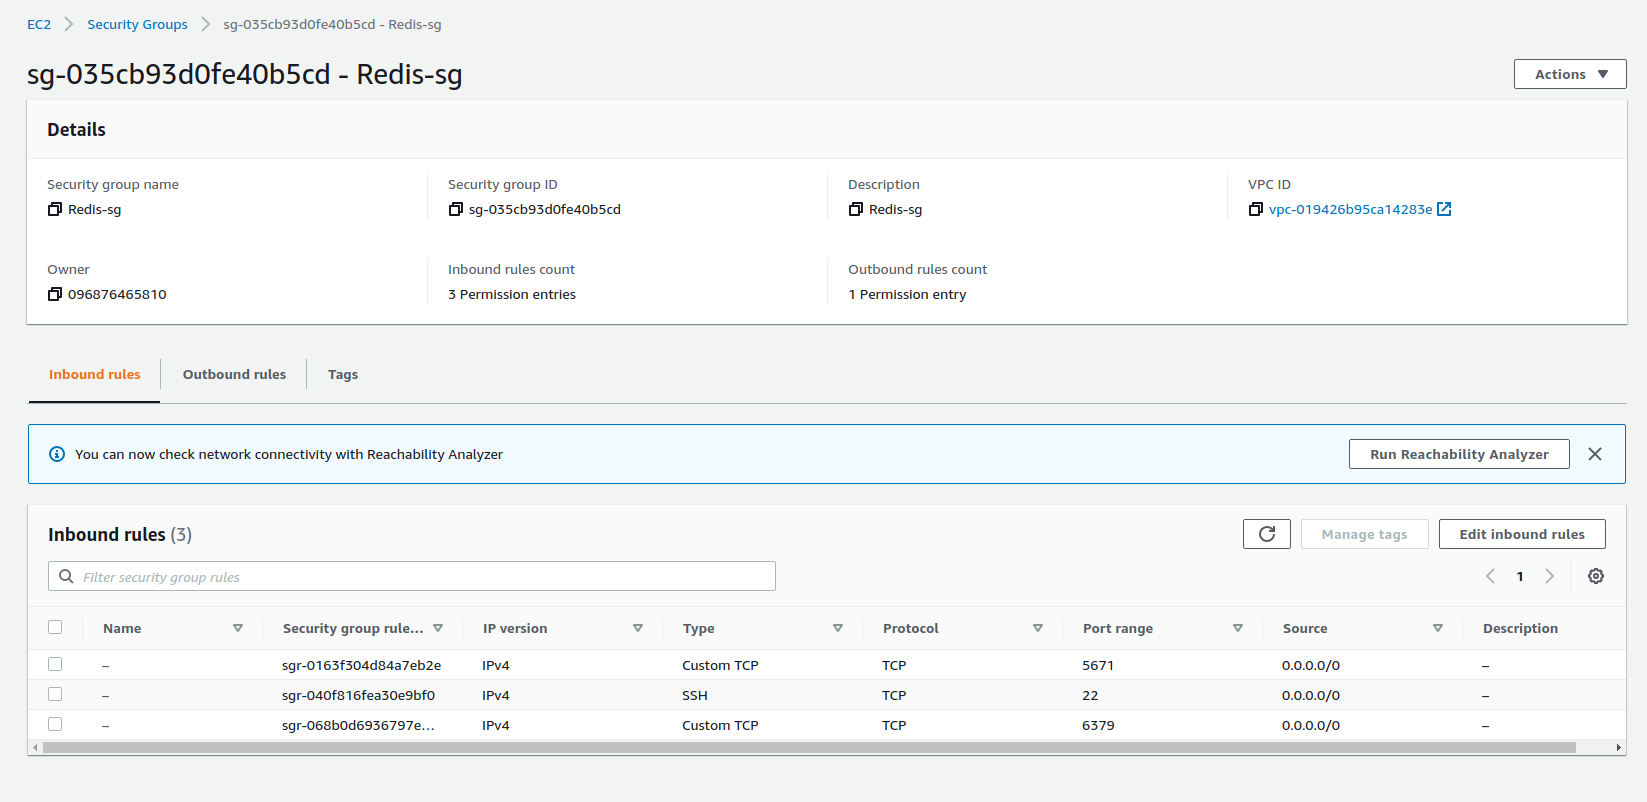 EC2 > Security Groups > sg-035cb93d0fe40b5cd - Redis-sg
sg-035cb93d0fe40b5cd - Redis-sg
Actions ▼
Details
Security group name Security group ID Description VPC ID
Redis-sg sg-035cb93d0fe40b5cd Redis-sg vpc-019426b95ca14283e
Owner Inbound rules count Outbound rules count
096876465810 3 Permission entries 1 Permission entry
Inbound rules Outbound rules Tags
You can now check network connectivity with Reachability Analyzer Run Reachability Analyzer
Inbound rules (3) Manage tags Edit inbound rules
Filter security group rules 1
Name Security group rule... IP version Type Protocol Port range Source Description
– sgr-0163f304d84a7eb2e IPv4 Custom TCP TCP 5671 0.0.0.0/0 –
– sgr-040f816fea30e9bf0 IPv4 SSH TCP 22 0.0.0.0/0 –
– sgr-068b0d6936797e... IPv4 Custom TCP TCP 6379 0.0.0.0/0 –